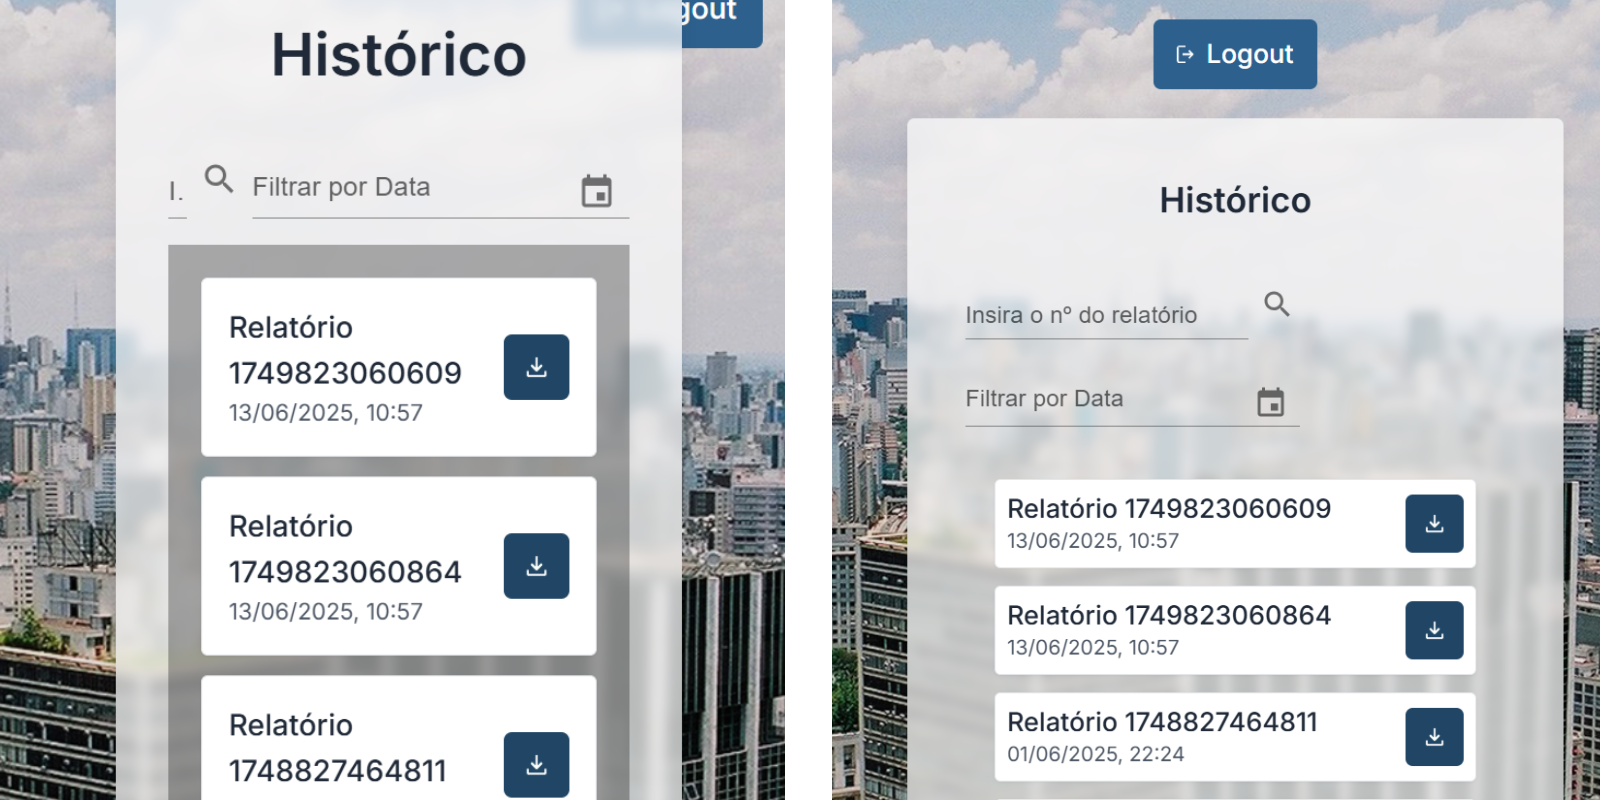 gout
Histórico
I.
Filtrar por Data
Relatório
1749823060609
13/06/2025, 10:57
Relatório
1749823060864
13/06/2025, 10:57
Relatório
1748827464811
Logout
Histórico
Insira o nº do relatório
Filtrar por Data
Relatório 1749823060609
13/06/2025, 10:57
Relatório 1749823060864
13/06/2025, 10:57
Relatório 1748827464811
01/06/2025, 22:24